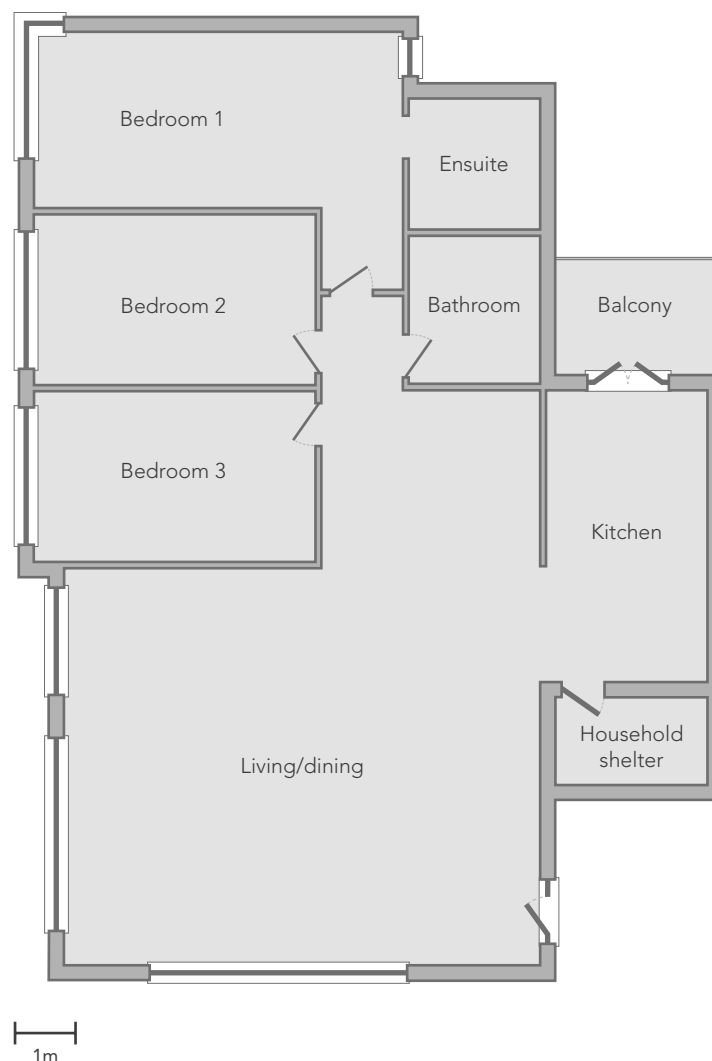 Bedroom 1
Ensuite
Bedroom 2
Bathroom
Balcony
Bedroom 3
Kitchen
Household
shelter
Living/dining
1m